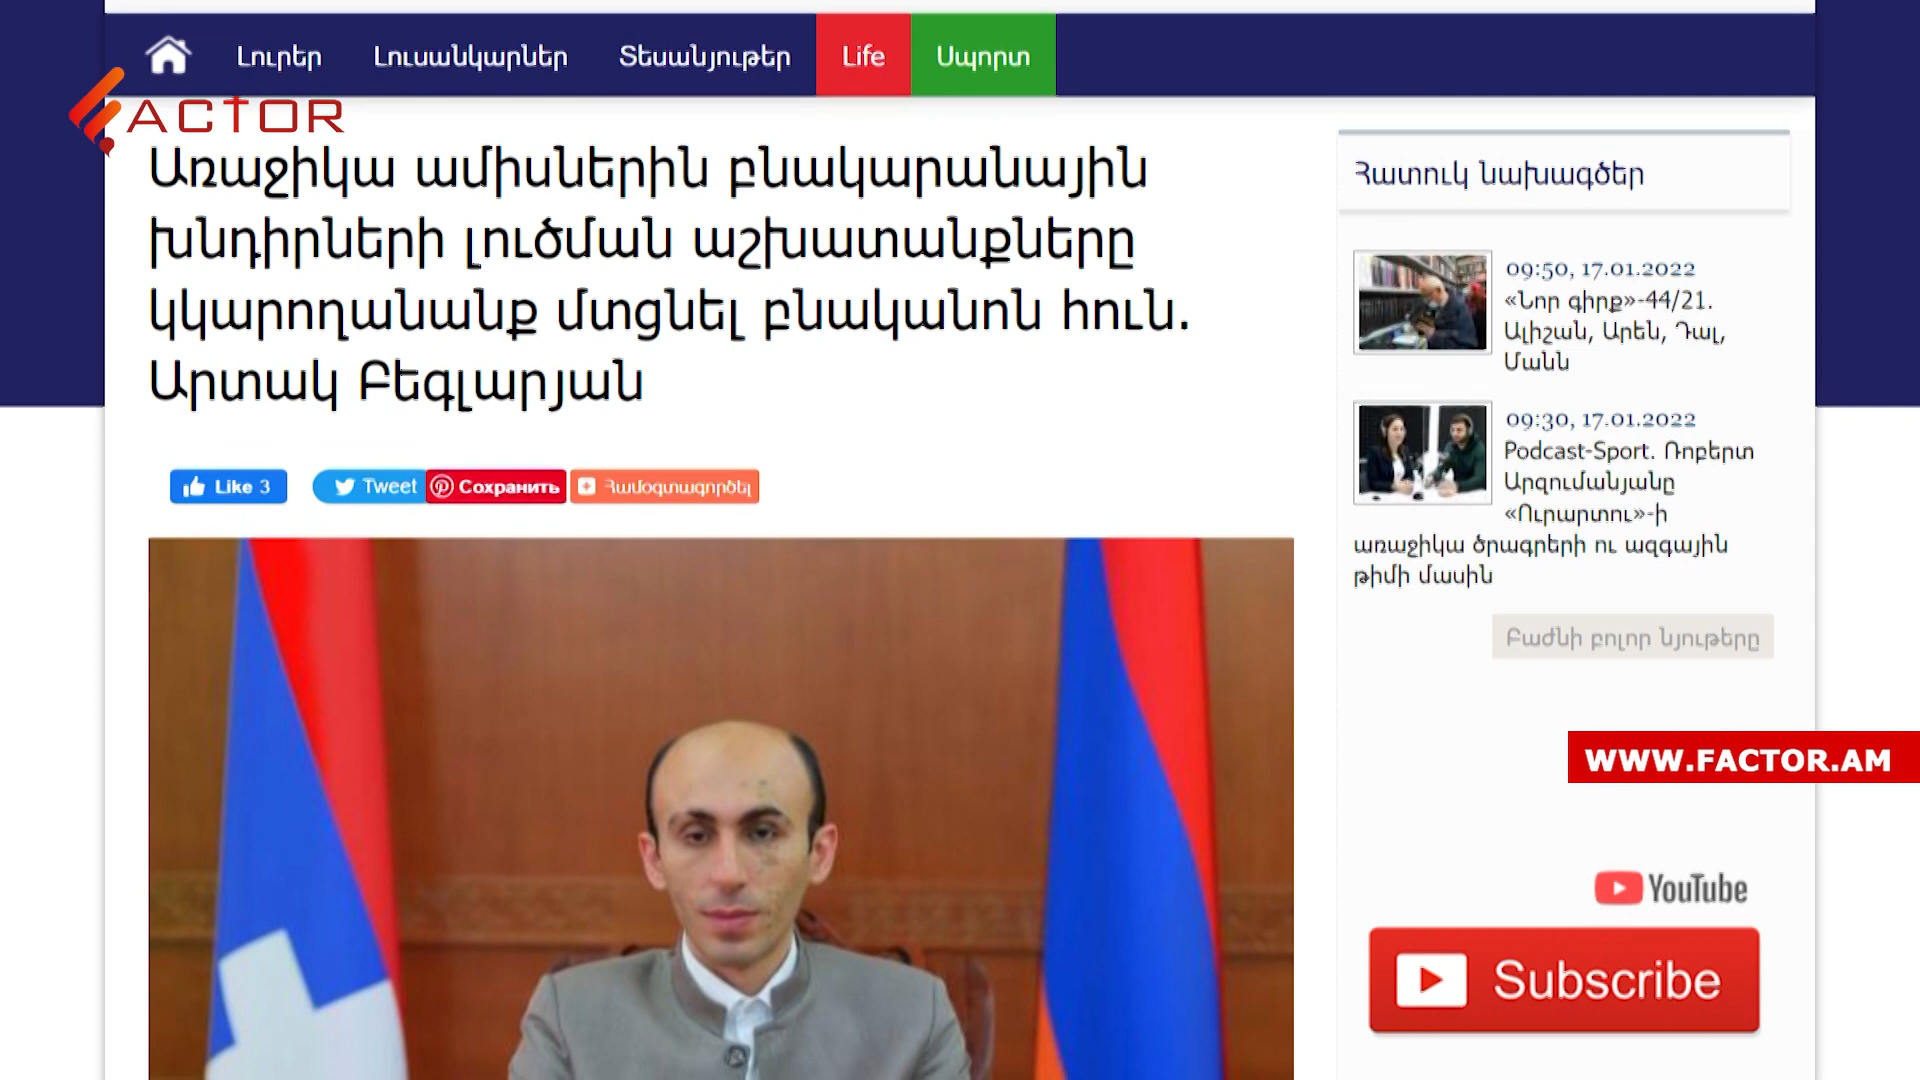 Լուրեր
Լուսանկարներ
Տեսանյութեր
Life
Սպորտ
ACTOR
Առաջիկա ամիսներին բնակարանային
խնդիրների լուծման աշխատանքները
կկարողանանք մտցնել բնականոն հուն.
Արտակ Բեգլարյան
Like 3
Tweet
Сохранить
Համօգտագործել
Հատուկ նախագծեր
09:50, 17.01.2022
«Նոր գիրք»-44/21.
Ալիշան, Արեն, Դալ,
Մանն
09:30, 17.01.2022
Podcast-Sport. Ռոբերտ
Արզումանյանը
«Ուրարտու»-ի
առաջիկա ծրագրերի ու ազգային
թիմի մասին
Բաժնի բոլոր նյութերը
WWW.FACTOR.AM
YouTube
Subscribe